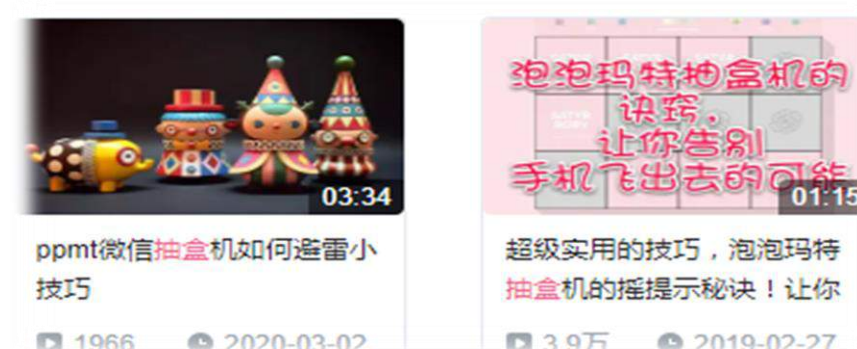 03:34
ppmt微信抽盒机如何避雷小
技巧
1966 2020-03-02
泡泡玛特抽盒机的
诀窍，
让你告别
手机飞出去的可能
01:15
超级实用的技巧，泡泡玛特
抽盒机的摇提示秘诀！让你
3.9万 2019-02-27